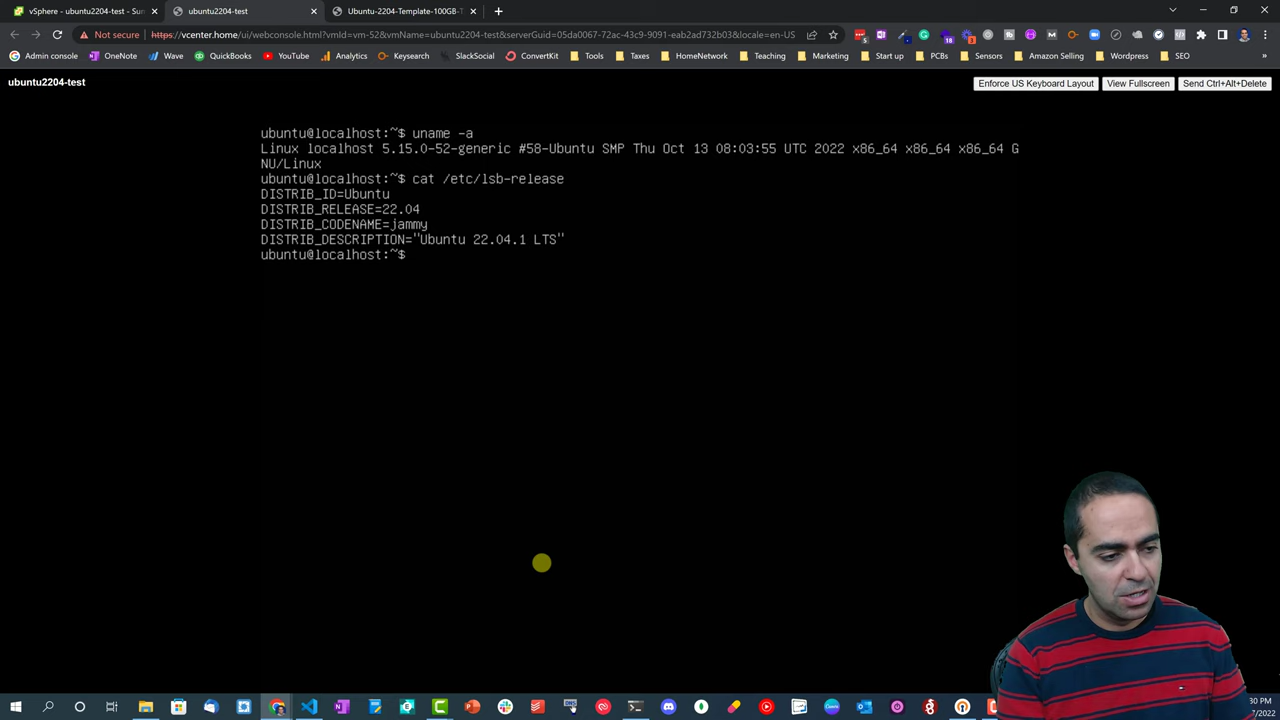 vSphere - ubuntu2204-test - Sum
ubuntu2204-test
Ubuntu-2204-Template-100GB-T
Not secure
https://vcenter.home/ui/webconsole.html?vmId=vm-52&vmName=ubuntu2204-test&serverGuid=05da0067-72ac-43c9-9091-eab2ad732b03&locale=en-US
Admin console
OneNote
Wave
QuickBooks
YouTube
Analytics
Keysearch
SlackSocial
ConvertKit
Tools
Taxes
HomeNetwork
Teaching
Marketing
Start up
PCBs
Sensors
Amazon Selling
Wordpress
SEO
ubuntu2204-test
Enforce US Keyboard Layout
View Fullscreen
Send Ctrl+Alt+Delete
ubuntu@localhost:~$ uname -a
Linux localhost 5.15.0-52-generic #58-Ubuntu SMP Thu Oct 13 08:03:55 UTC 2022 x86_64 x86_64 x86_64 G
NU/Linux
ubuntu@localhost:~$ cat /etc/lsb-release
DISTRIB_ID=Ubuntu
DISTRIB_RELEASE=22.04
DISTRIB_CODENAME=jammy
DISTRIB_DESCRIPTION="Ubuntu 22.04.1 LTS"
ubuntu@localhost:~$
:30 PM
7/2022